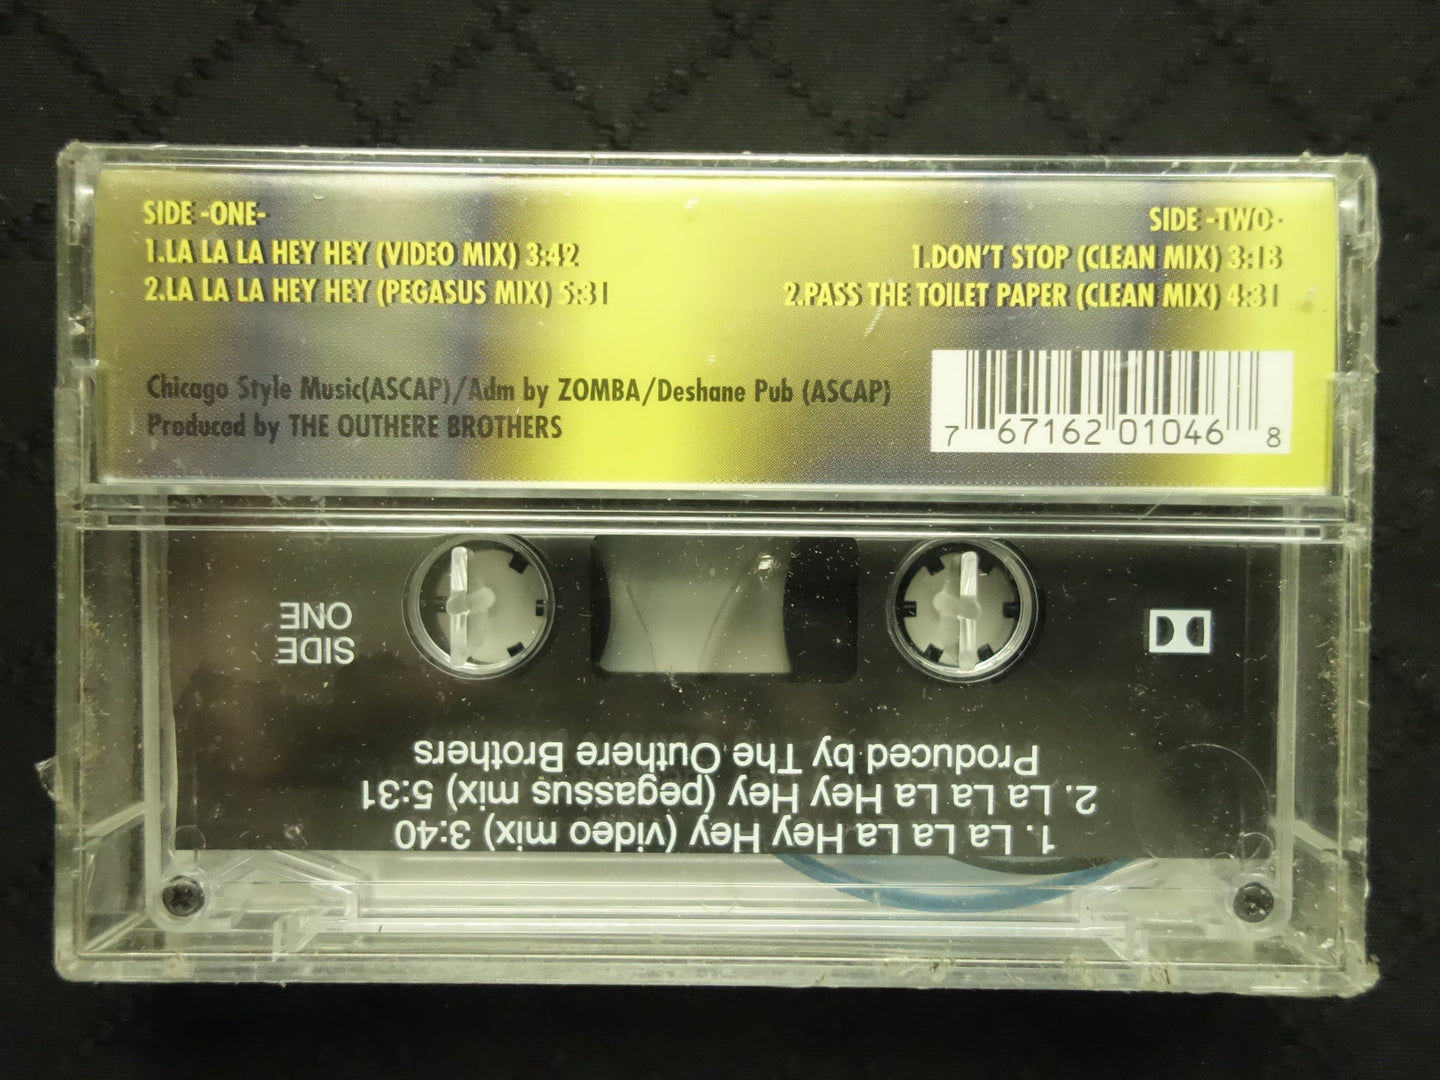 SIDE -ONE-
1.LA LA LA HEY HEY (VIDEO MIX) 3:42
2.LA LA LA HEY HEY (PEGASUS MIX) 5:31
SIDE -TWO-
1.DON'T STOP (CLEAN MIX) 3:18
2.PASS THE TOILET PAPER (CLEAN MIX) 4:31
Chicago Style Music(ASCAP)/Adm by ZOMBA/Deshane Pub (ASCAP)
Produced by THE OUTHERE BROTHERS
7 67162 01046 8
SIDE
ONE
1. La La La Hey Hey (video mix) 3:40
2. La La La Hey Hey (pegassus mix) 5:31
Produced by The Outhere Brothers